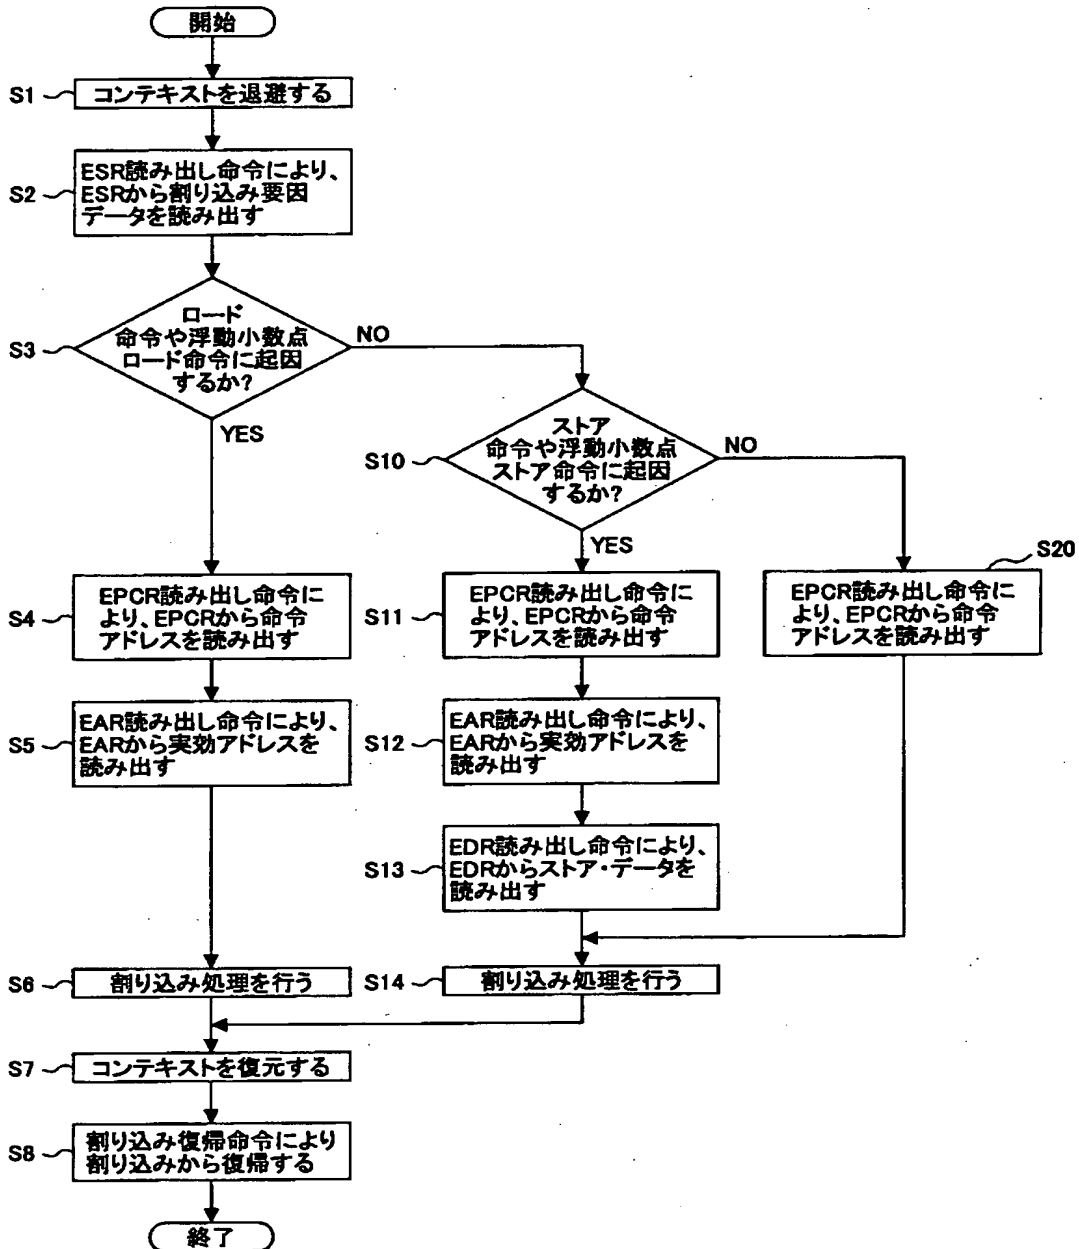 開始
S1
コンテキストを退避する
S2
ESR読み出し命令により、
ESRから割り込み要因
データを読み出す
S3
ロード
命令や浮動小数点
ロード命令に起因
するか?
NO
YES
S10
ストア
命令や浮動小数点
ストア命令に起因
するか?
NO
YES
S4
EPCR読み出し命令に
より、EPCRから命令
アドレスを読み出す
S11
EPCR読み出し命令に
より、EPCRから命令
アドレスを読み出す
S20
EPCR読み出し命令に
より、EPCRから命令
アドレスを読み出す
S5
EAR読み出し命令により、
EARから実効アドレスを
読み出す
S12
EAR読み出し命令により、
EARから実効アドレスを
読み出す
S13
EDR読み出し命令により、
EDRからストア・データを
読み出す
S6
割り込み処理を行う
S14
割り込み処理を行う
S7
コンテキストを復元する
S8
割り込み復帰命令により
割り込みから復帰する
終了